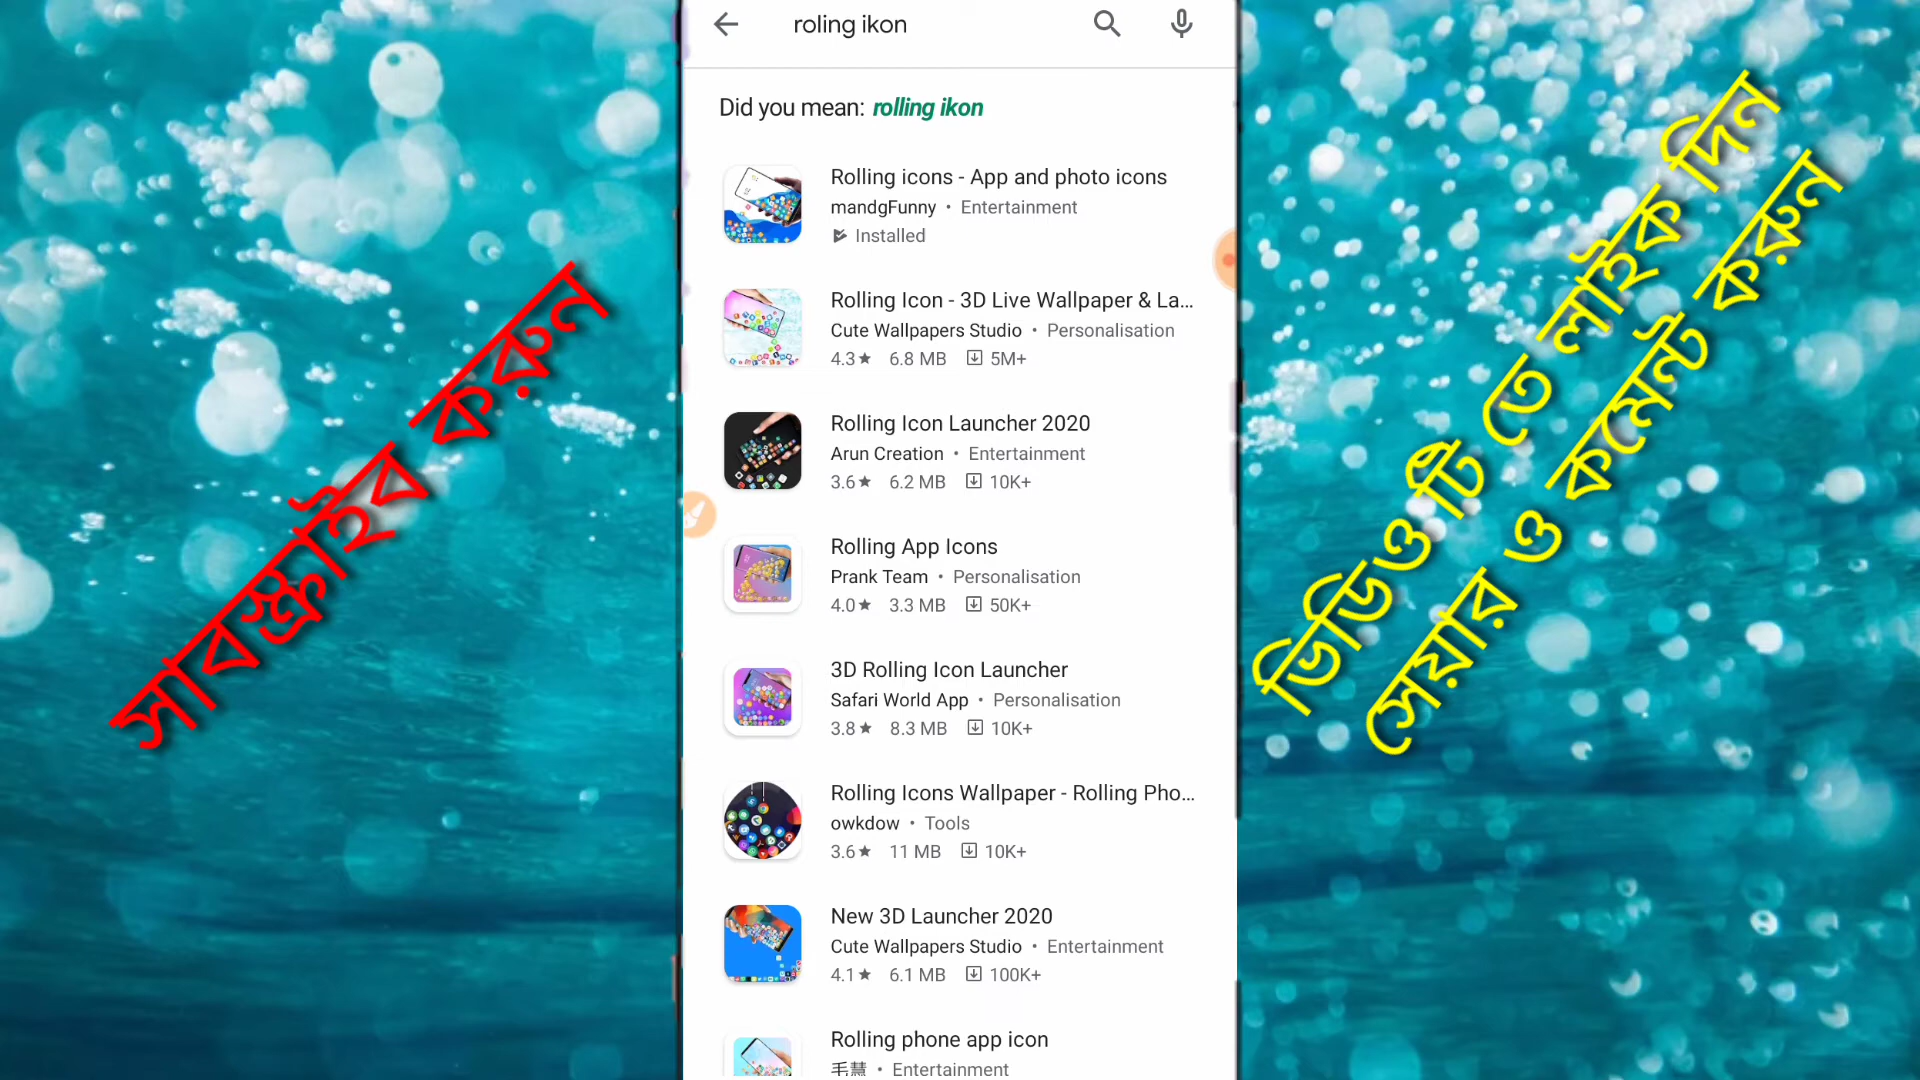 roling ikon
Did you mean: rolling ikon
Rolling icons - App and photo icons
mandgFunny • Entertainment
Installed
Rolling Icon - 3D Live Wallpaper & La...
Cute Wallpapers Studio • Personalisation
4.3★ 6.8 MB 5M+
Rolling Icon Launcher 2020
Arun Creation • Entertainment
3.6★ 6.2 MB 10K+
Rolling App Icons
Prank Team • Personalisation
4.0★ 3.3 MB 50K+
3D Rolling Icon Launcher
Safari World App • Personalisation
3.8★ 8.3 MB 10K+
Rolling Icons Wallpaper - Rolling Pho...
owkdow • Tools
3.6★ 11 MB 10K+
New 3D Launcher 2020
Cute Wallpapers Studio • Entertainment
4.1★ 6.1 MB 100K+
Rolling phone app icon
毛慧 • Entertainment
সাবস্ক্রাইব করুন
ভিডিও টি তে লাইক দিন
সেয়ার ও কমেন্ট করুন